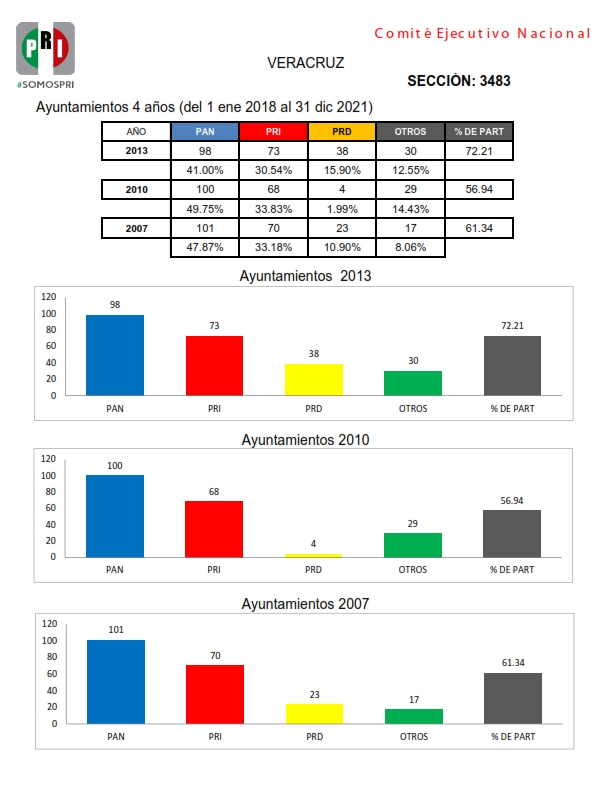 Comité Ejecutivo Nacional
PRI
#SOMOSPRI
VERACRUZ
SECCIÓN: 3483
Ayuntamientos 4 años (del 1 ene 2018 al 31 dic 2021)
AÑO PAN PRI PRD OTROS % DE PART
2013 98 73 38 30 72.21
41.00% 30.54% 15.90% 12.55%
2010 100 68 4 29 56.94
49.75% 33.83% 1.99% 14.43%
2007 101 70 23 17 61.34
47.87% 33.18% 10.90% 8.06%
Ayuntamientos 2013
120
100
80
60
40
20
0
98 73 38 30 72.21
PAN PRI PRD OTROS % DE PART
Ayuntamientos 2010
120
100
80
60
40
20
0
100 68 4 29 56.94
PAN PRI PRD OTROS % DE PART
Ayuntamientos 2007
120
100
80
60
40
20
0
101 70 23 17 61.34
PAN PRI PRD OTROS % DE PART